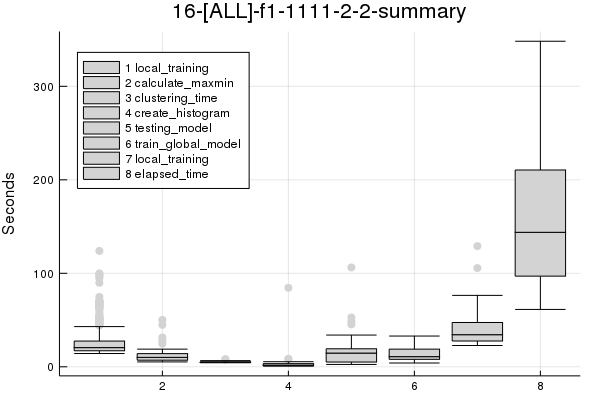 16-[ALL]-f1-1111-2-2-summary
1 local_training
2 calculate_maxmin
3 clustering_time
4 create_histogram
5 testing_model
6 train_global_model
7 local_training
8 elapsed_time
Seconds
300
200
100
0
2 4 6 8